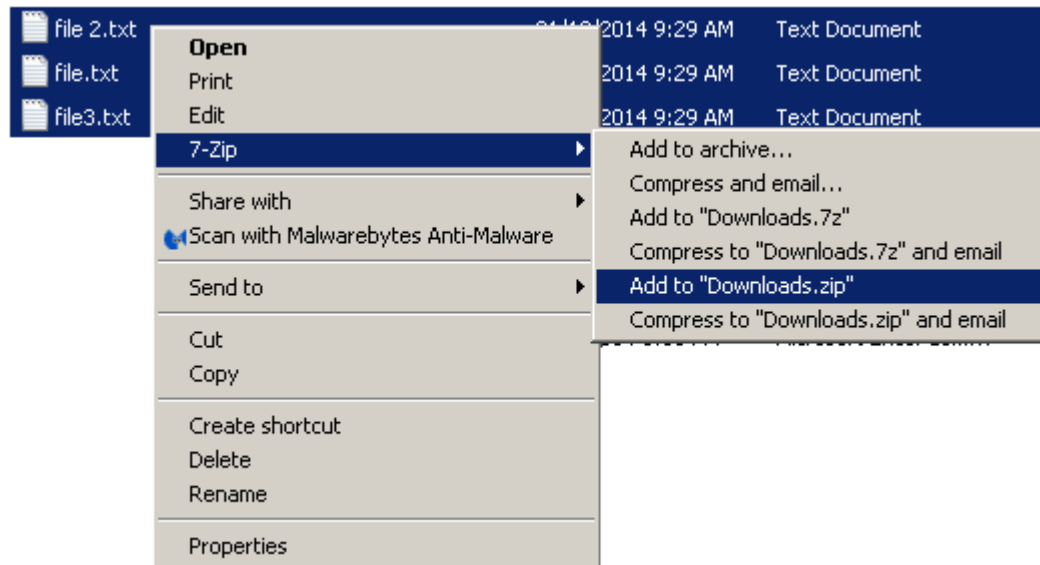 file 2.txt 2014 9:29 AM Text Document
file.txt 2014 9:29 AM Text Document
file3.txt 2014 9:29 AM Text Document
Open
Print
Edit
7-Zip
Share with
Scan with Malwarebytes Anti-Malware
Send to
Cut
Copy
Create shortcut
Delete
Rename
Properties
Add to archive...
Compress and email...
Add to "Downloads.7z"
Compress to "Downloads.7z" and email
Add to "Downloads.zip"
Compress to "Downloads.zip" and email